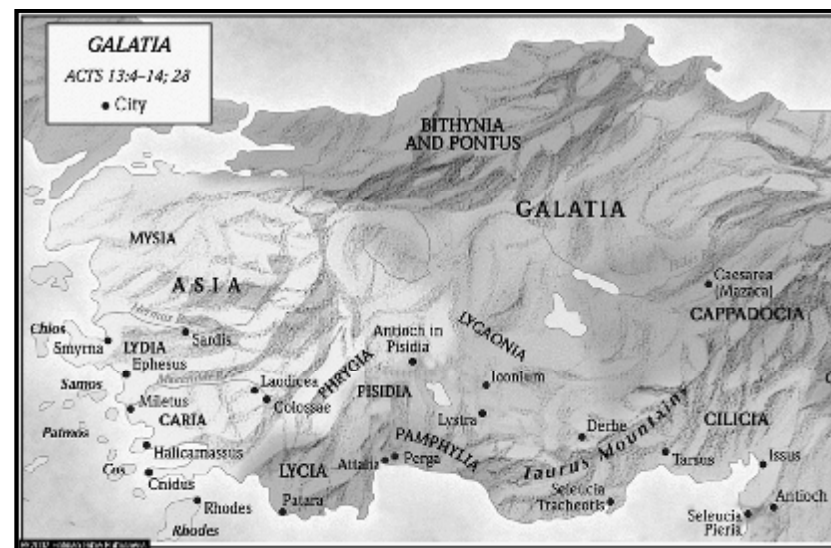 GALATIA
ACTS 13:4–14; 28
• City
BITHYNIA
AND PONTUS
GALATIA
MYSIA
ASIA
Caesarea
(Mazaca)
CAPPADOCIA
Hermus R.
Chios
Smyrna
LYDIA
Sardis
Antioch in
Pisidia
LYCAONIA
Ephesus
Samos
Laodicea
PHRYGIA
PISIDIA
Iconium
Miletus
Colossae
CARIA
Lystra
Patmos
Derbe
Taurus Mountains
CILICIA
Halicarnassus
PAMPHYLIA
Cos
LYCIA
Attalia
Perga
Tarsus
Issus
Cnidus
Seleucia
Tracheotis
Rhodes
Patara
Antioch
Seleucia
Pieria
Rhodes